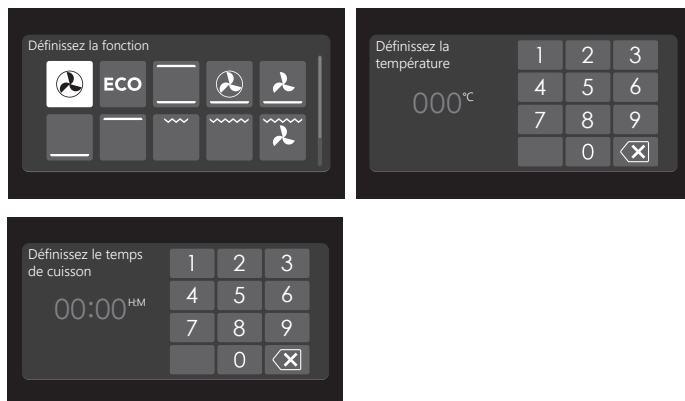 Définissez la fonction
ECO
Définissez la
température
000°C
1 2 3
4 5 6
7 8 9
0
Définissez le temps
de cuisson
00:00 H:M
1 2 3
4 5 6
7 8 9
0